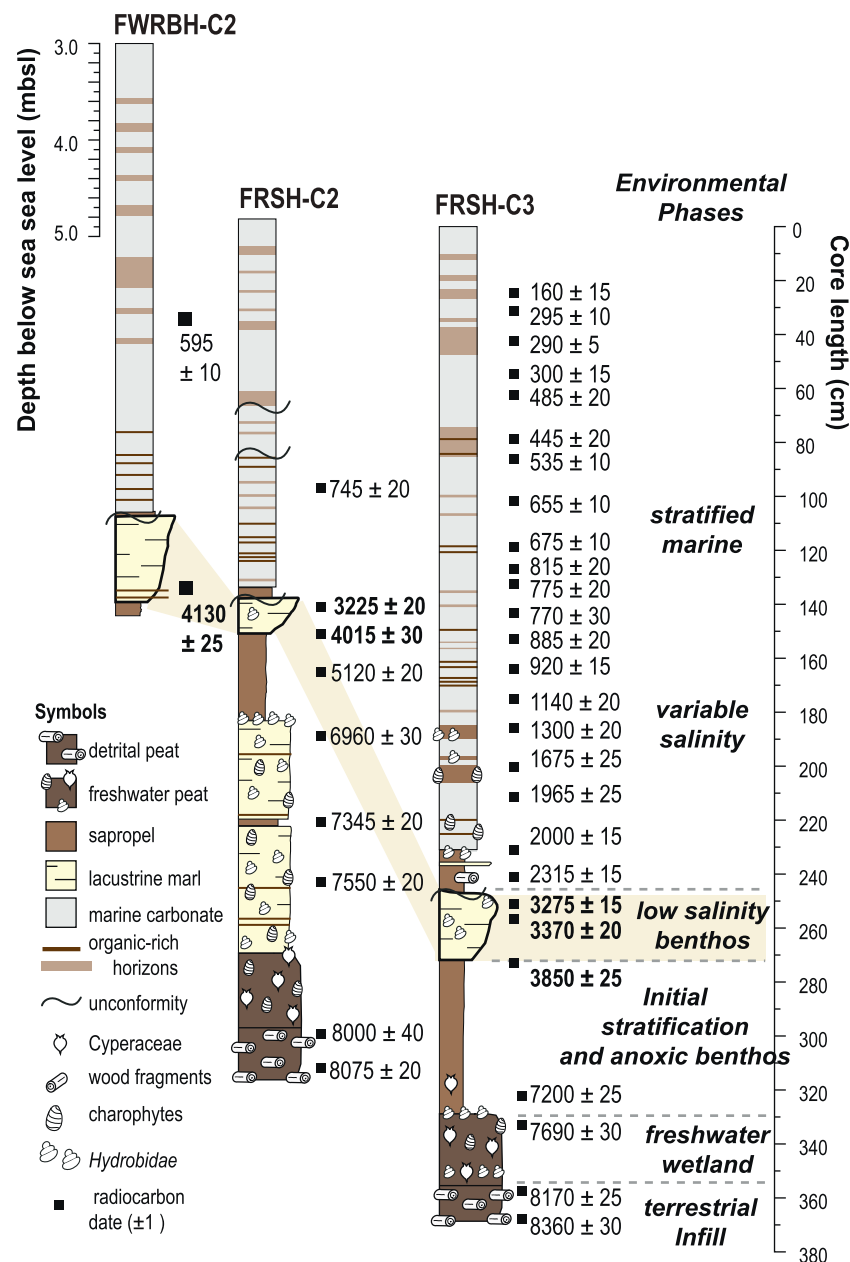 FWRBH-C2
Depth below sea sea level (mbsl)
3.0
4.0
5.0
595
± 10
4130
± 25
FRSH-C2
745 ± 20
3225 ± 20
4015 ± 30
5120 ± 20
6960 ± 30
7345 ± 20
7550 ± 20
8000 ± 40
8075 ± 20
FRSH-C3
160 ± 15
295 ± 10
290 ± 5
300 ± 15
485 ± 20
445 ± 20
535 ± 10
655 ± 10
675 ± 10
815 ± 20
775 ± 20
770 ± 30
885 ± 20
920 ± 15
1140 ± 20
1300 ± 20
1675 ± 25
1965 ± 25
2000 ± 15
2315 ± 15
3275 ± 15
3370 ± 20
3850 ± 25
7200 ± 25
7690 ± 30
8170 ± 25
8360 ± 30
Environmental
Phases
stratified
marine
variable
salinity
low salinity
benthos
Initial
stratification
and anoxic benthos
freshwater
wetland
terrestrial
Infill
Core length (cm)
0
20
40
60
80
100
120
140
160
180
200
220
240
260
280
300
320
340
360
380
Symbols
detrital peat
freshwater peat
sapropel
lacustrine marl
marine carbonate
organic-rich
horizons
unconformity
Cyperaceae
wood fragments
charophytes
Hydrobidae
radiocarbon
date (±1 )